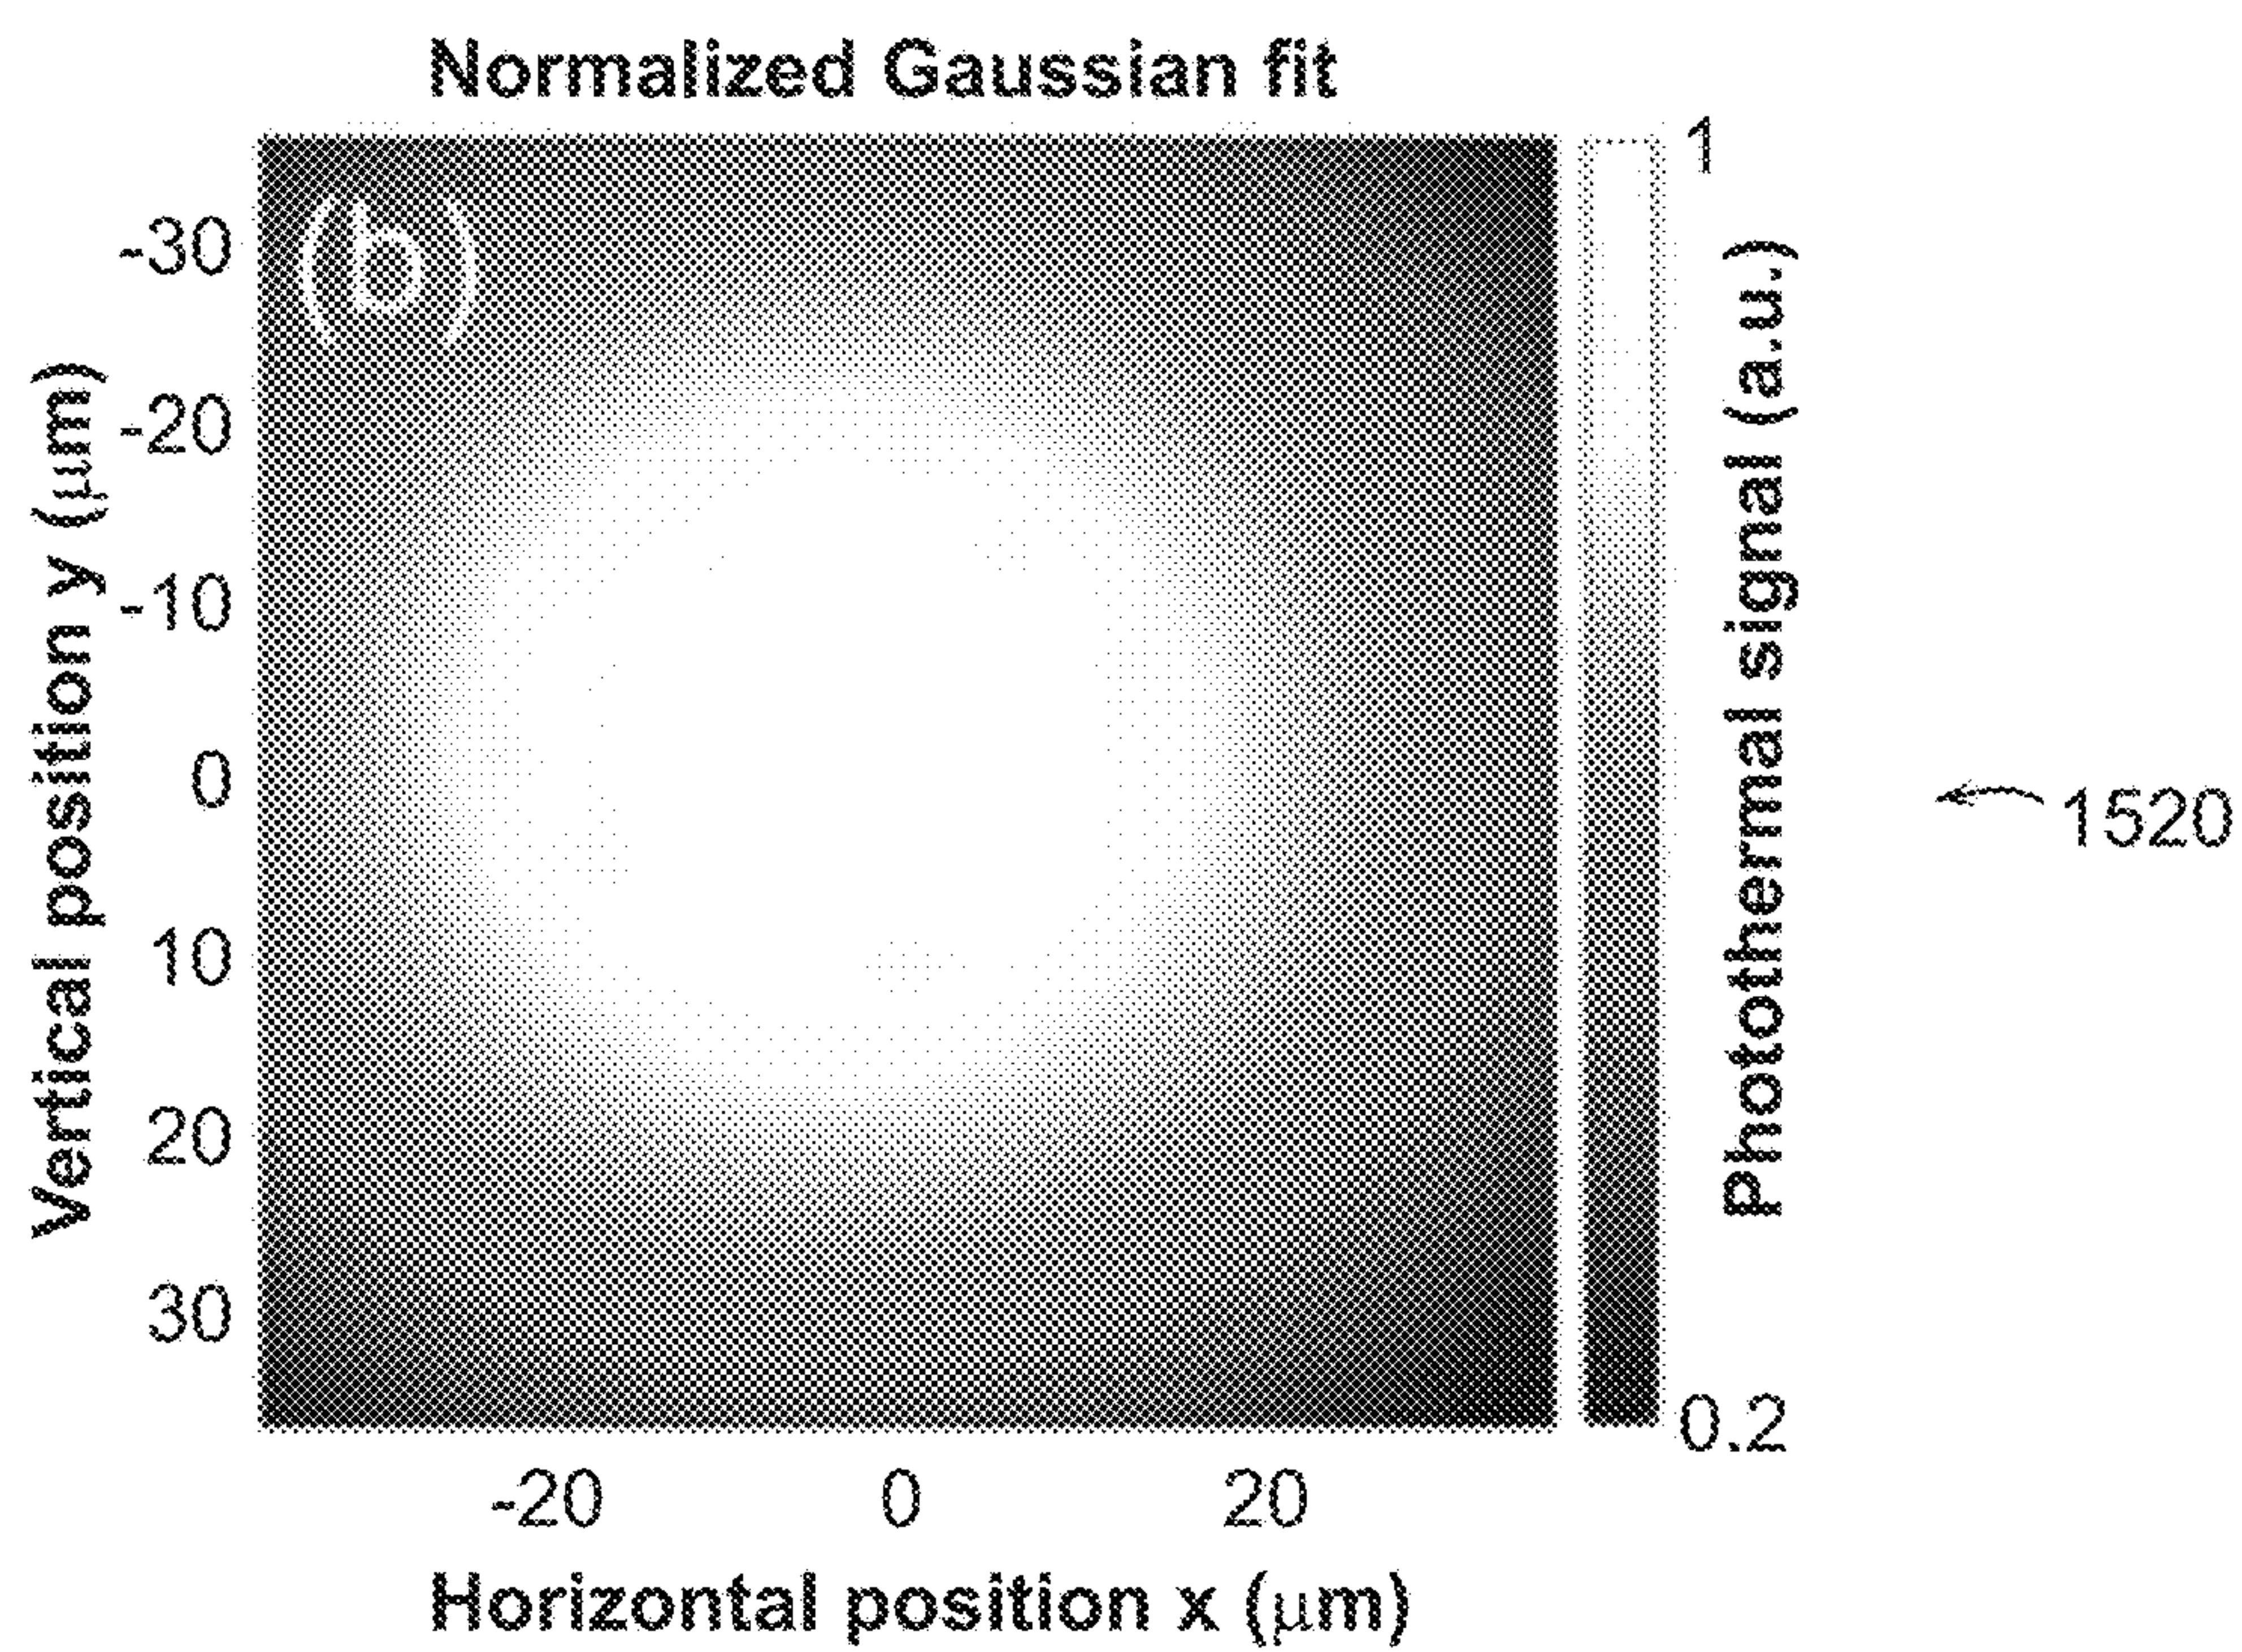 Normalized Gaussian fit
(b)
Vertical position y (μm)
-30
-20
-10
0
10
20
30
-20 0 20
Horizontal position x (μm)
1
0.2
Photothermal signal (a.u.)
1520